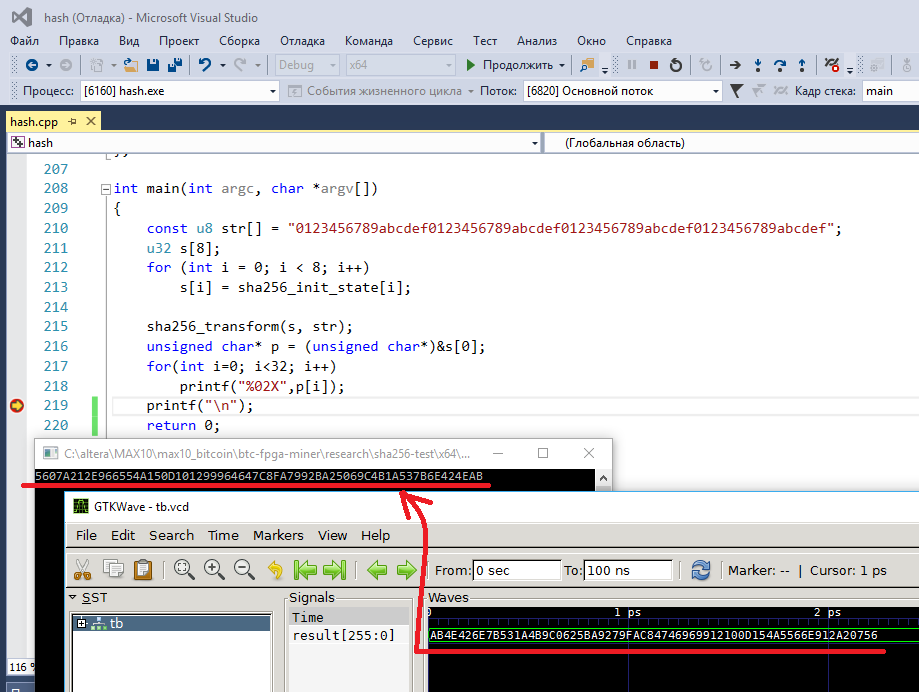 hash (Отладка) - Microsoft Visual Studio
Файл Правка Вид Проект Сборка Отладка Команда Сервис Тест Анализ Окно Справка
Debug x64 Продолжить
Процесс: [6160] hash.exe События жизненного цикла Поток: [6820] Основной поток Кадр стека: main
hash.cpp
hash (Глобальная область)
207
208 int main(int argc, char *argv[])
209 {
210 const u8 str[] = "0123456789abcdef0123456789abcdef0123456789abcdef0123456789abcdef";
211 u32 s[8];
212 for (int i = 0; i < 8; i++)
213 s[i] = sha256_init_state[i];
214
215 sha256_transform(s, str);
216 unsigned char* p = (unsigned char*)&s[0];
217 for(int i=0; i<32; i++)
218 printf("%02X",p[i]);
219 printf("\n");
220 return 0;
C:\altera\MAX10\max10_bitcoin\btc-fpga-miner\research\sha256-test\x64\...
5607A212E966554A150D101299964647C8FA7992BA25069C4B1A537B6E424EAB
GTKWave - tb.vcd
File Edit Search Time Markers View Help
From: 0 sec To: 100 ns Marker: -- | Cursor: 1 ps
SST
tb
Signals
Time
result[255:0]
Waves
0 1 ps 2 ps
AB4E426E7B531A4B9C0625BA9279FAC84746969912100D154A5566E912A20756
116 %